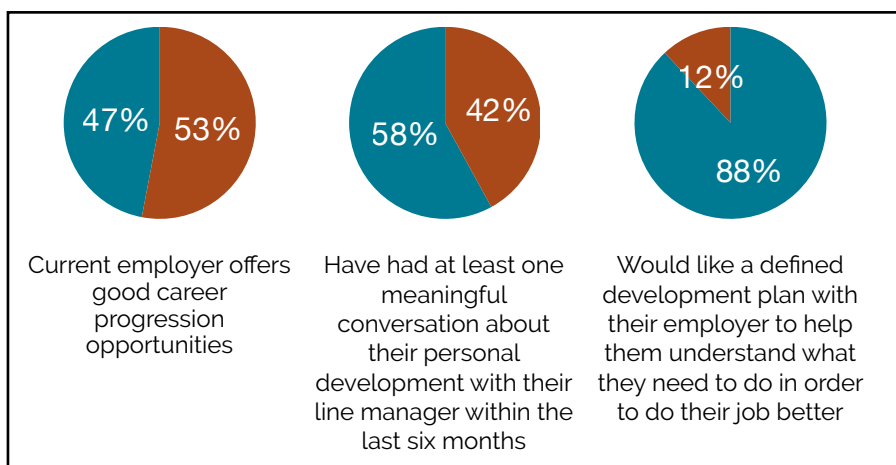 47%
53%
Current employer offers
good career
progression
opportunities
58%
42%
Have had at least one
meaningful
conversation about
their personal
development with their
line manager within the
last six months
12%
88%
Would like a defined
development plan with
their employer to help
them understand what
they need to do in order
to do their job better